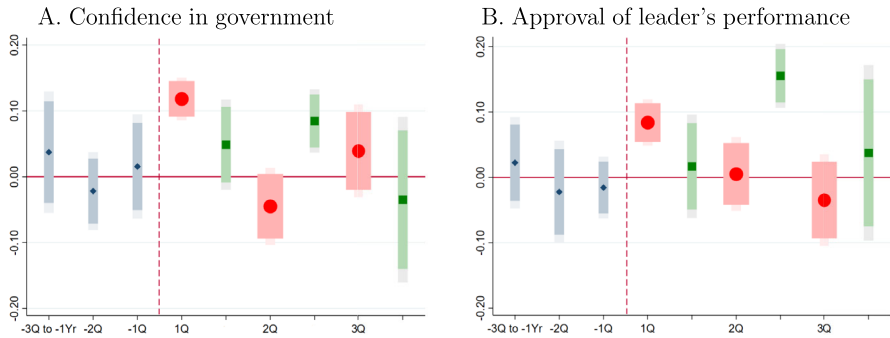 A. Confidence in government
0.20
0.10
0.00
-0.10
-0.20
-3Q to -1Yr -2Q -1Q 1Q 2Q 3Q
B. Approval of leader's performance
0.20
0.10
0.00
-0.10
-0.20
-3Q to -1Yr -2Q -1Q 1Q 2Q 3Q